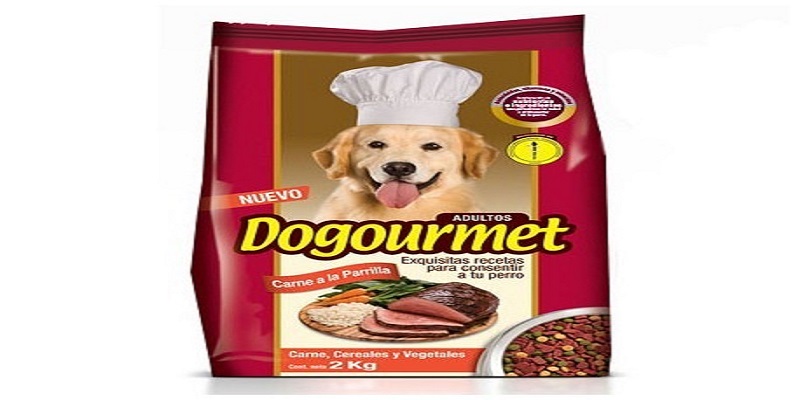 NUEVO
ADULTOS
Dogourmet
Exquisitas recetas
para consentir
a tu perro
Carne a la Parrilla
Carne, Cereales y Vegetales
Cont. neto 2 Kg